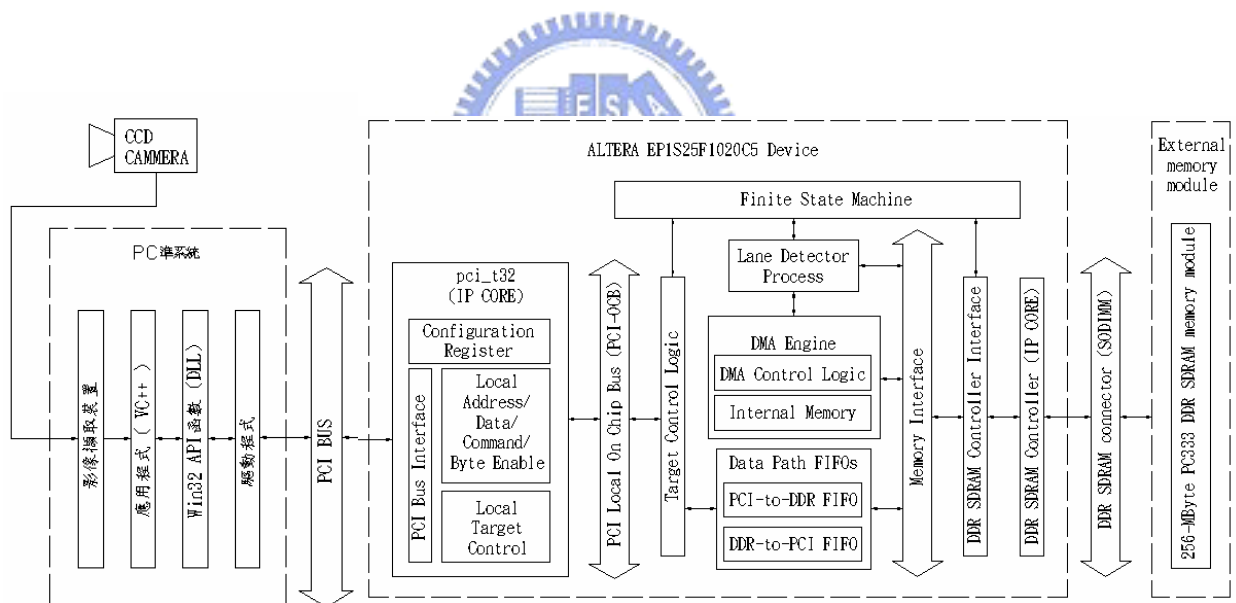 E S A
CCD
CAMMERA
PC準系統
影像擷取裝置
應用程式 ( VC++ )
Win32 API函數 (DLL)
驅動程式
PCI BUS
ALTERA EP1S25F1020C5 Device
pci_t32
(IP CORE)
Configuration
Register
PCI Bus Interface
Local
Address/
Data/
Command/
Byte Enable
Local
Target
Control
PCI Local On Chip Bus (PCI-OCB)
Target Control Logic
Finite State Machine
Lane Detector
Process
DMA Engine
DMA Control Logic
Internal Memory
Data Path FIFOs
PCI-to-DDR FIFO
DDR-to-PCI FIFO
Memory Interface
DDR SDRAM Controller Interface
DDR SDRAM Controller (IP CORE)
DDR SDRAM connector (SODIMM)
External
memory
module
256-MByte PC333 DDR SDRAM memory module